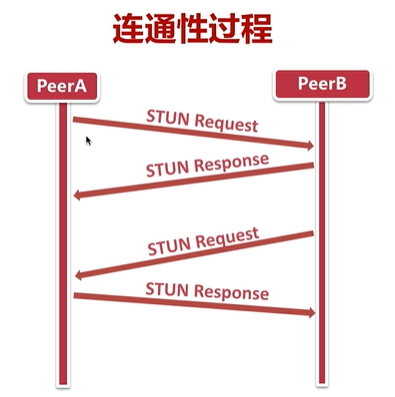 连通性过程
PeerA
PeerB
STUN Request
STUN Response
STUN Request
STUN Response